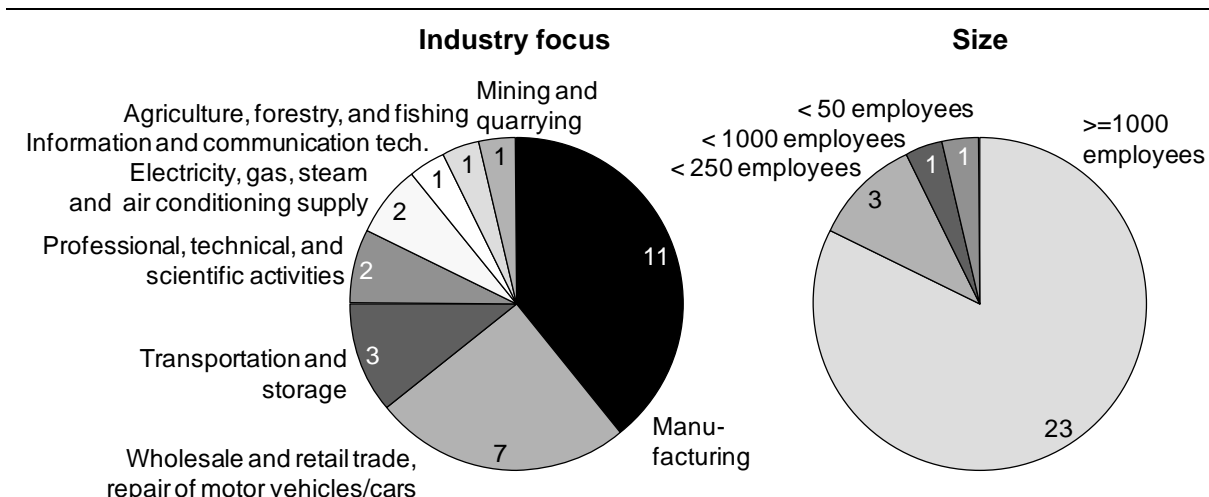 Industry focus
Agriculture, forestry, and fishing
Information and communication tech.
Electricity, gas, steam
and air conditioning supply
Professional, technical, and
scientific activities
Transportation and
storage
Wholesale and retail trade,
repair of motor vehicles/cars
Mining and
quarrying
Manu-
facturing
1
1
1
2
2
3
7
11
Size
< 50 employees
< 1000 employees
< 250 employees
>=1000
employees
1
1
3
23